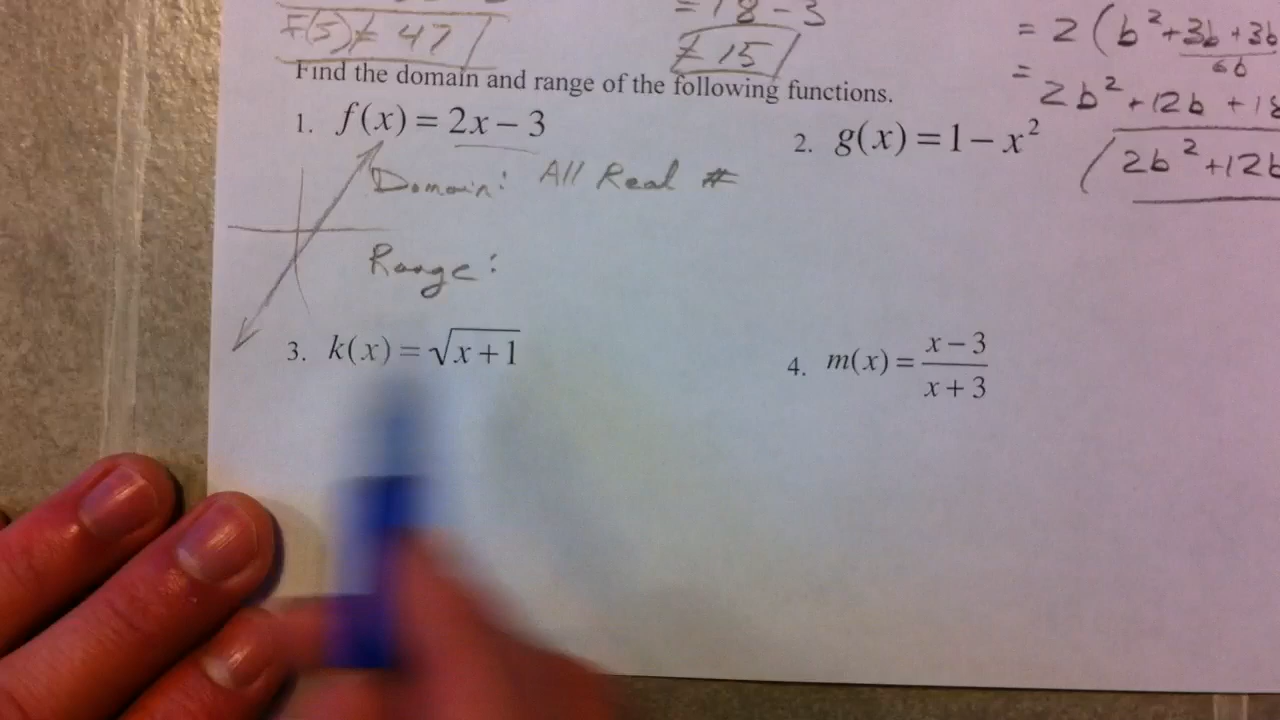 F(5) = 47
= 18 - 3
= 15
= 2 (b² + 3b + 3b
6b
= 2b² + 12b + 18
2b² + 12b
Find the domain and range of the following functions.
1. f(x) = 2x − 3
2. g(x) = 1 − x²
Domain: All Real #
Range:
3. k(x) = √x + 1
4. m(x) = x − 3 / x + 3